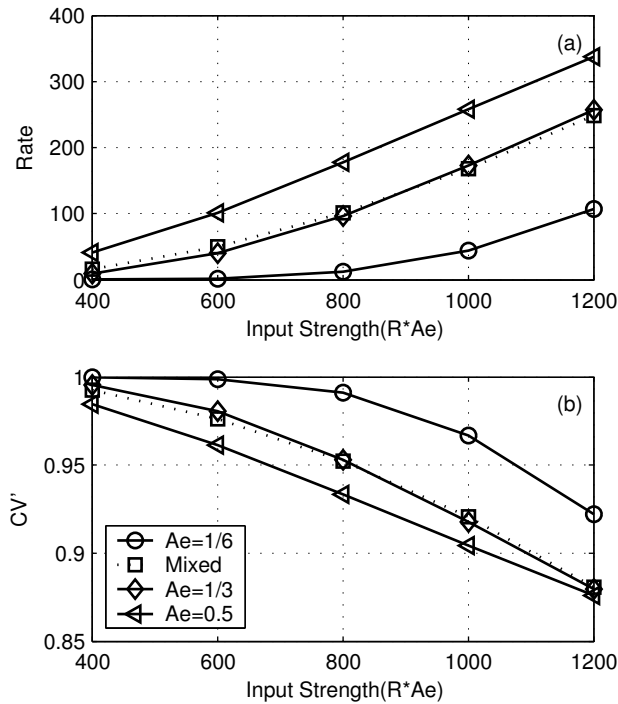 400
(a)
300
Rate
200
100
0
400 600 800 1000 1200
Input Strength(R*Ae)
1
(b)
0.95
CV'
0.9
0.85
Ae=1/6
Mixed
Ae=1/3
Ae=0.5
400 600 800 1000 1200
Input Strength(R*Ae)